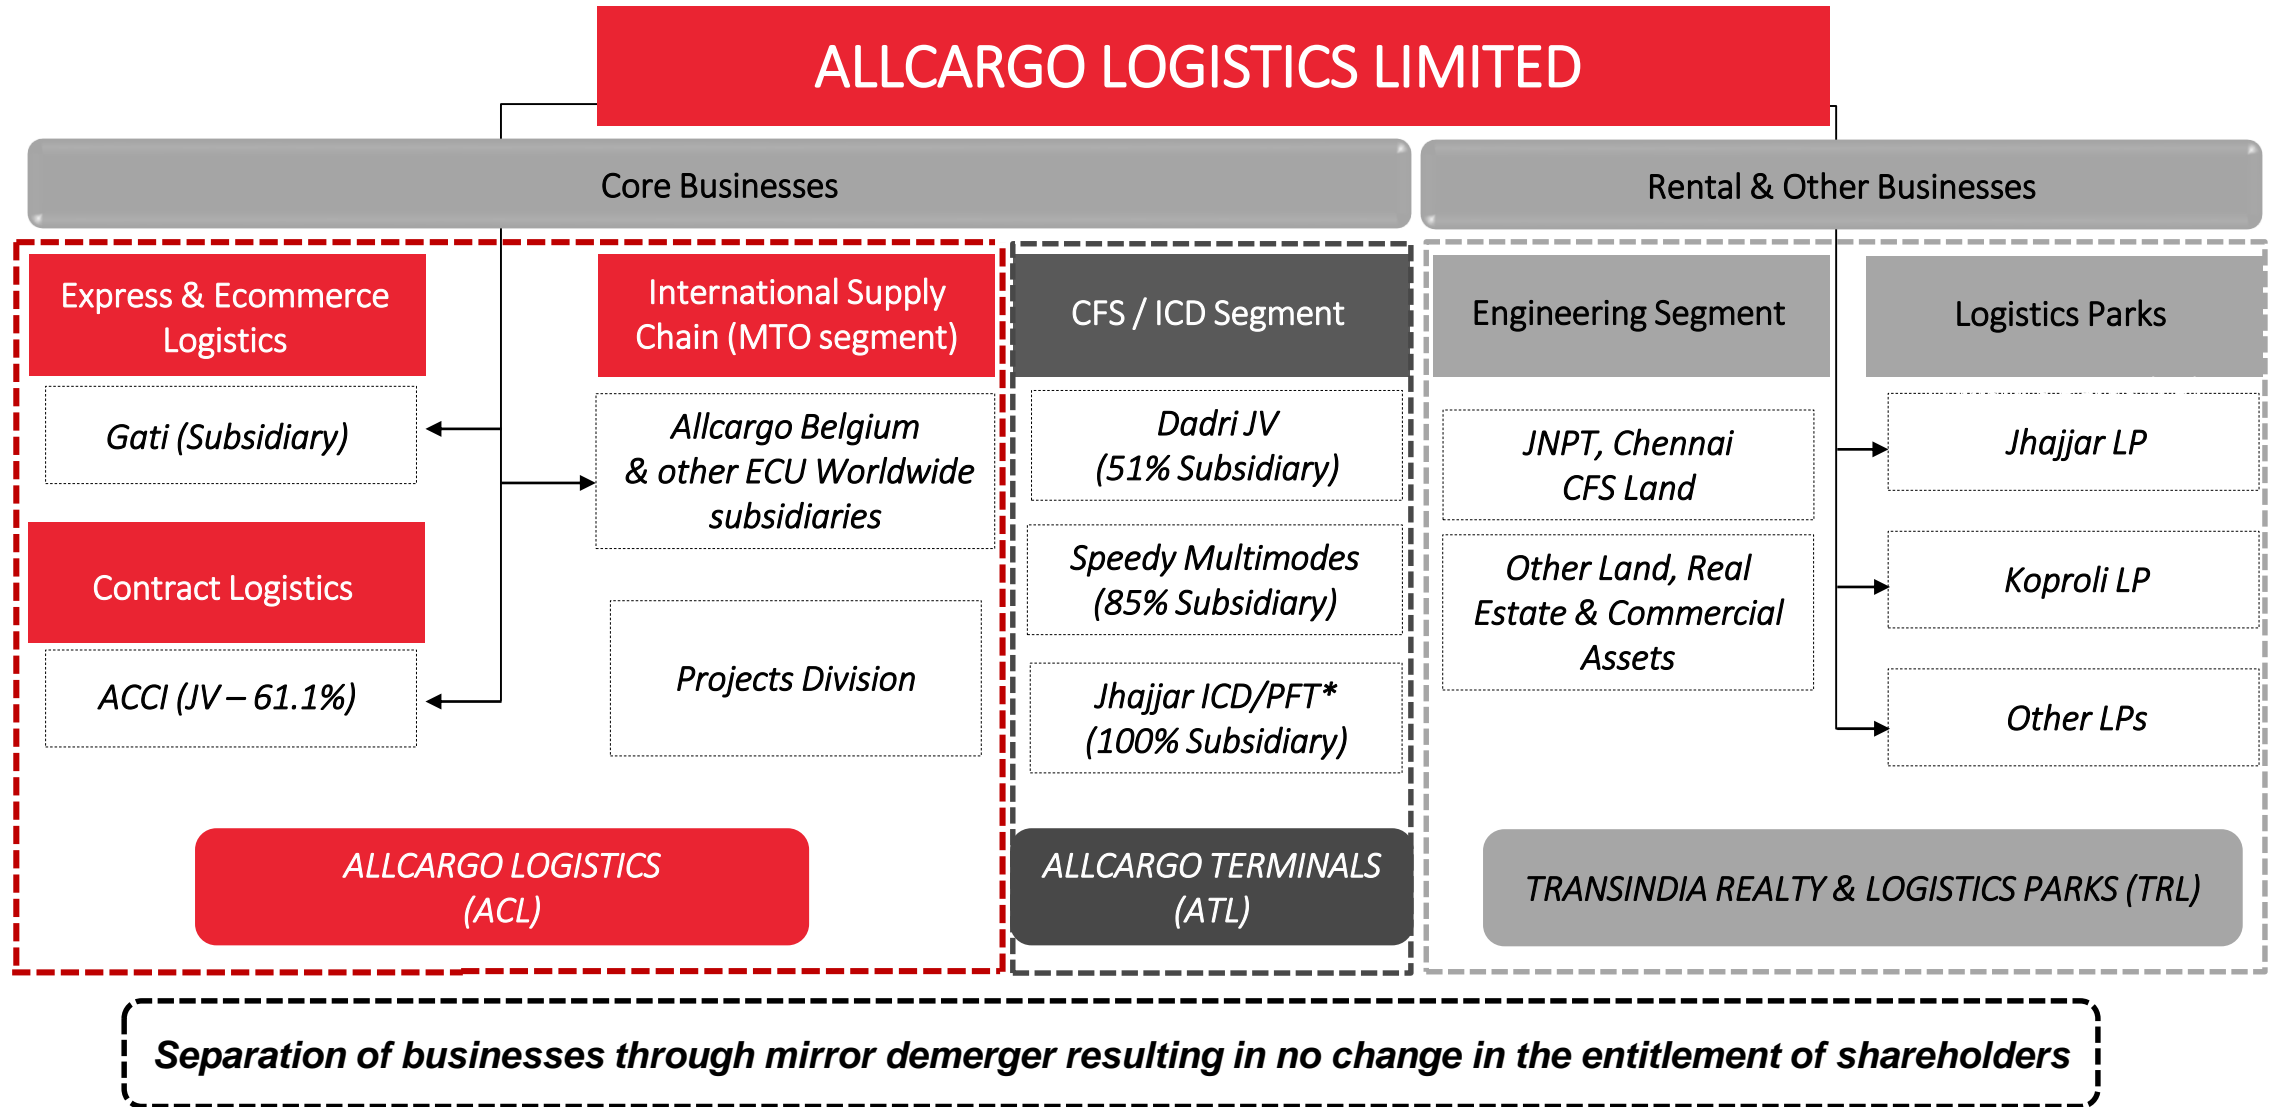 ALLCARGO LOGISTICS LIMITED
Core Businesses
Rental & Other Businesses
Express & Ecommerce
Logistics
Gati (Subsidiary)
Contract Logistics
ACCI (JV – 61.1%)
International Supply
Chain (MTO segment)
Allcargo Belgium
& other ECU Worldwide
subsidiaries
Projects Division
ALLCARGO LOGISTICS
(ACL)
CFS / ICD Segment
Dadri JV
(51% Subsidiary)
Speedy Multimodes
(85% Subsidiary)
Jhajjar ICD/PFT*
(100% Subsidiary)
ALLCARGO TERMINALS
(ATL)
Engineering Segment
JNPT, Chennai
CFS Land
Other Land, Real
Estate & Commercial
Assets
Logistics Parks
Jhajjar LP
Koproli LP
Other LPs
TRANSINDIA REALTY & LOGISTICS PARKS (TRL)
Separation of businesses through mirror demerger resulting in no change in the entitlement of shareholders